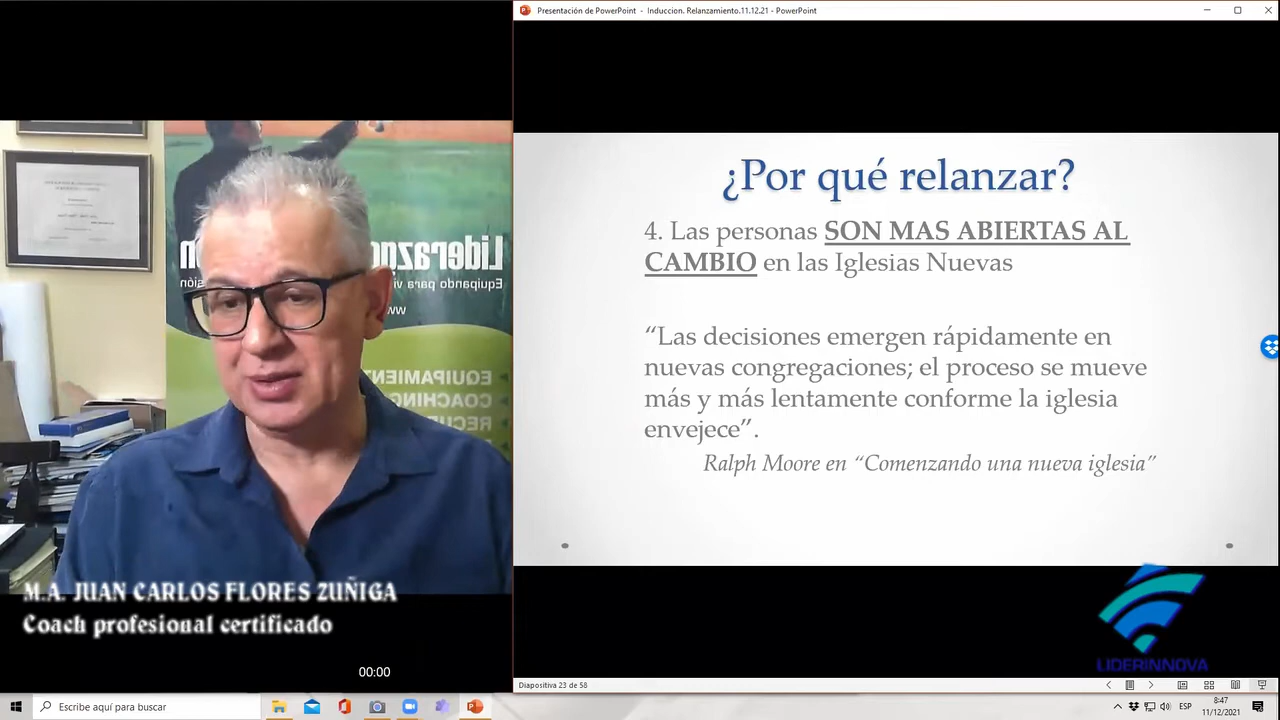 Presentación de PowerPoint - Induccion. Relanzamiento.11.12.21 - PowerPoint
¿Por qué relanzar?
4. Las personas SON MAS ABIERTAS AL
CAMBIO en las Iglesias Nuevas
“Las decisiones emergen rápidamente en
nuevas congregaciones; el proceso se mueve
más y más lentamente conforme la iglesia
envejece”.
Ralph Moore en “Comenzando una nueva iglesia”
Liderazgo
Equipando para vi
www
EQUIPAMIENT
COACHING
RECU
M.A. JUAN CARLOS FLORES ZUÑIGA
Coach profesional certificado
00:00
LIDERINNOVA
Diapositiva 23 de 58
Escribe aquí para buscar
ESP
8:47
11/12/2021